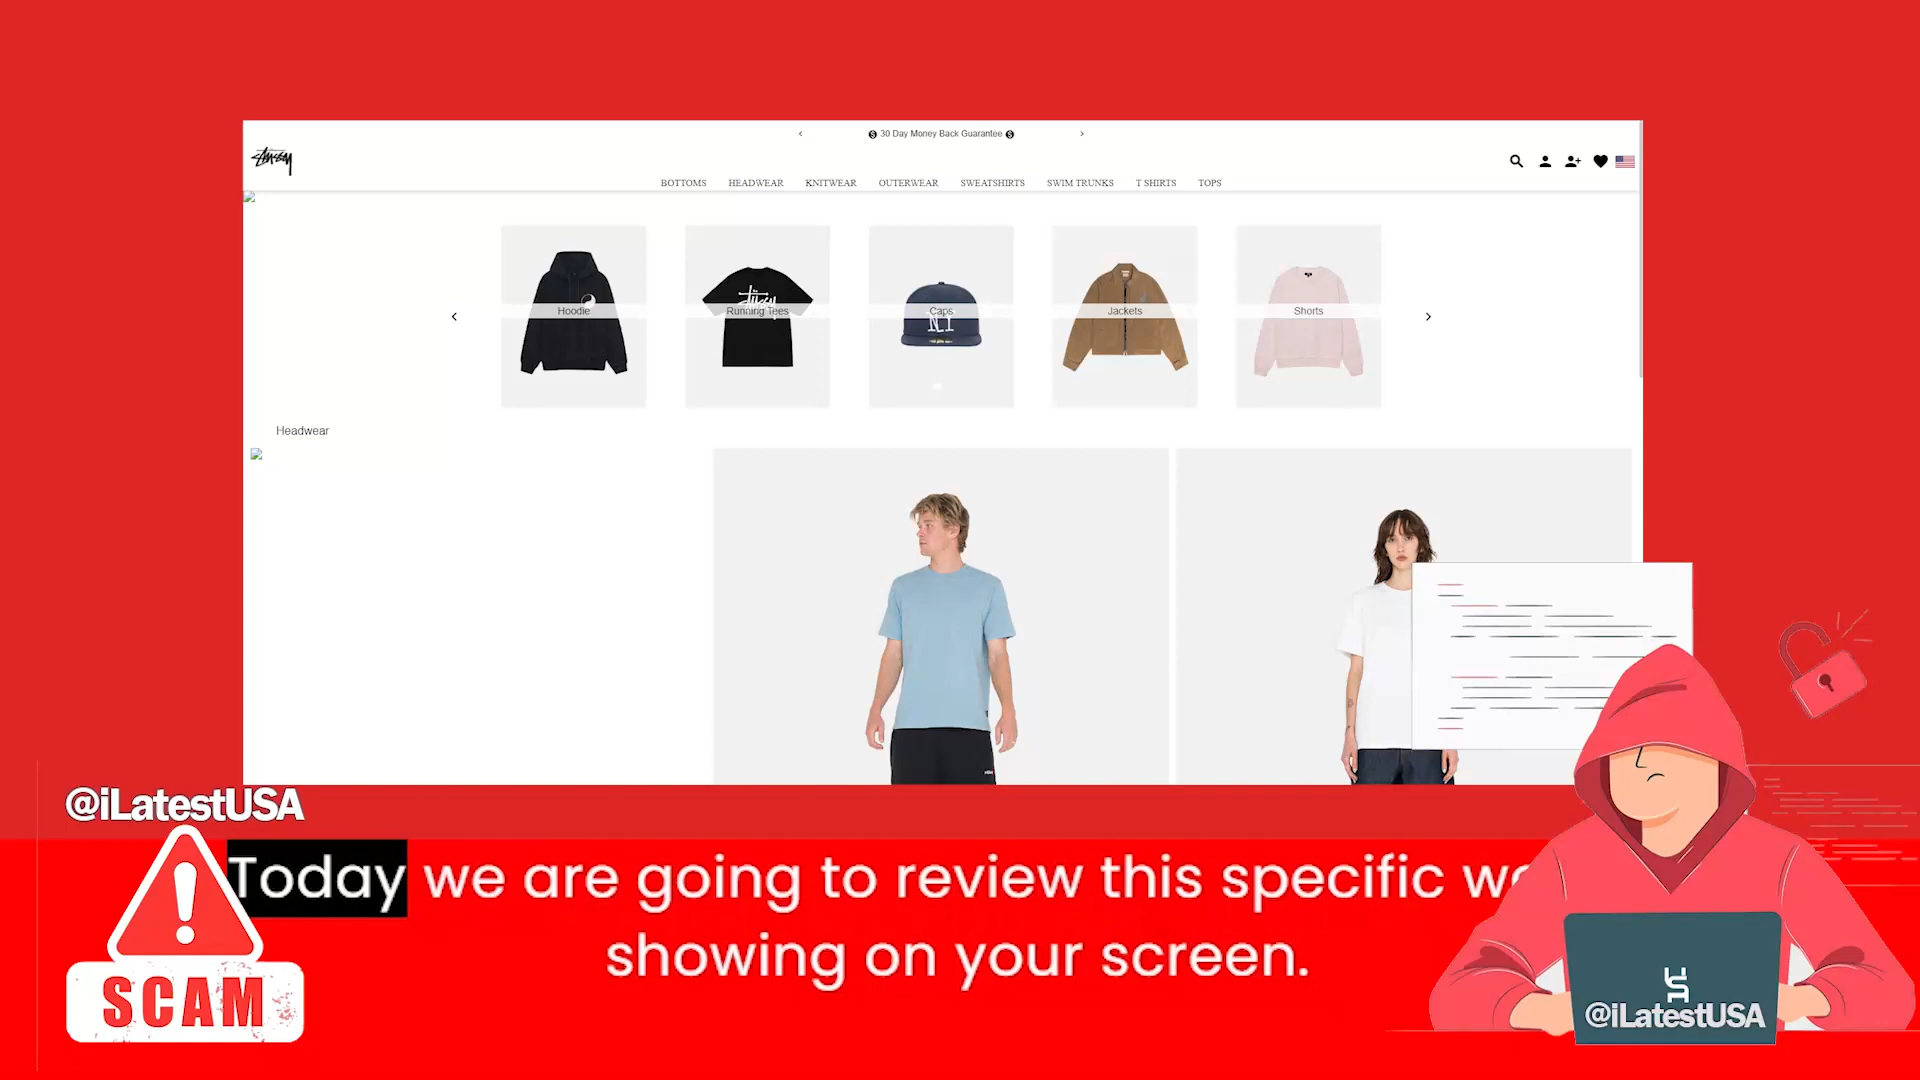 30 Day Money Back Guarantee
Stüssy
BOTTOMS HEADWEAR KNITWEAR OUTERWEAR SWEATSHIRTS SWIM TRUNKS T SHIRTS TOPS
Hoodie Running Tees Caps Jackets Shorts
Headwear
@iLatestUSA
Today we are going to review this specific
showing on your screen.
SCAM
@iLatestUSA